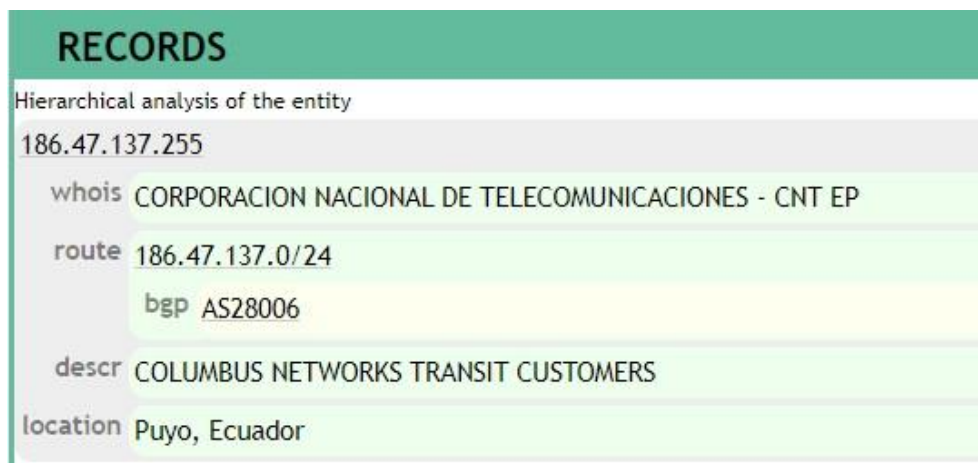 RECORDS
Hierarchical analysis of the entity
186.47.137.255
whois CORPORACION NACIONAL DE TELECOMUNICACIONES - CNT EP
route 186.47.137.0/24
bgp AS28006
descr COLUMBUS NETWORKS TRANSIT CUSTOMERS
location Puyo, Ecuador